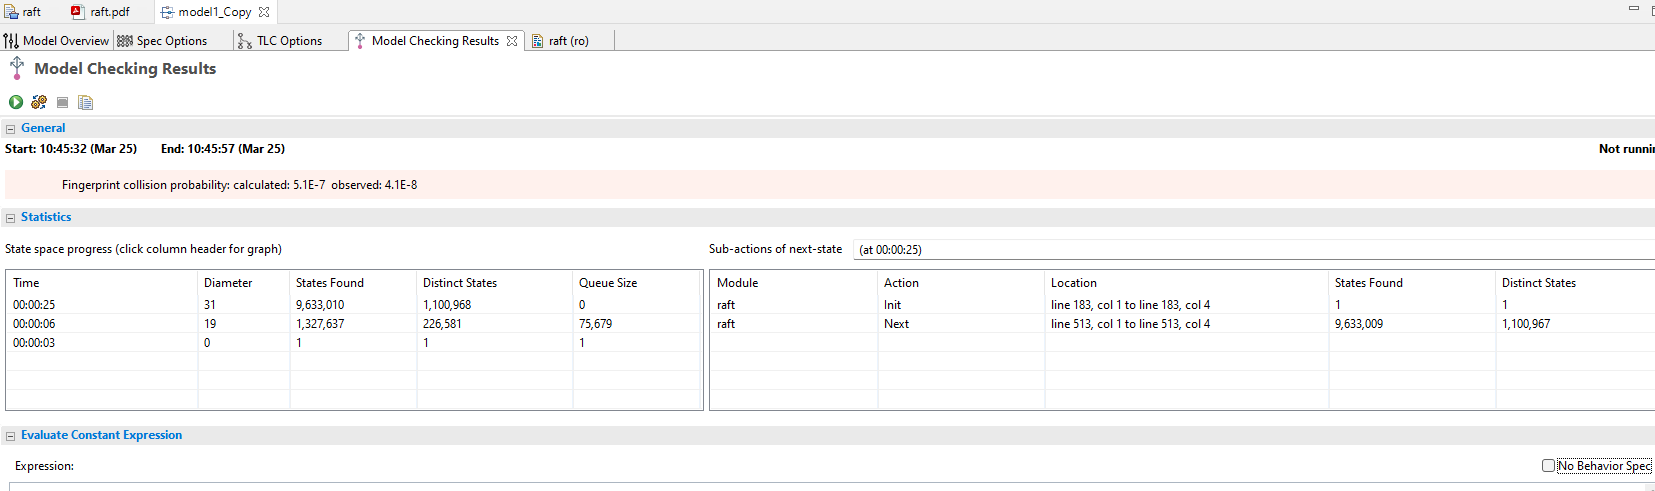 raft raft.pdf model1_Copy
Model Overview Spec Options TLC Options Model Checking Results raft (ro)
Model Checking Results
General
Start: 10:45:32 (Mar 25) End: 10:45:57 (Mar 25) Not runnin
Fingerprint collision probability: calculated: 5.1E-7 observed: 4.1E-8
Statistics
State space progress (click column header for graph) Sub-actions of next-state (at 00:00:25)
Time Diameter States Found Distinct States Queue Size Module Action Location States Found Distinct States
00:00:25 31 9,633,010 1,100,968 0 raft Init line 183, col 1 to line 183, col 4 1 1
00:00:06 19 1,327,637 226,581 75,679 raft Next line 513, col 1 to line 513, col 4 9,633,009 1,100,967
00:00:03 0 1 1 1
Evaluate Constant Expression
Expression: No Behavior Spec